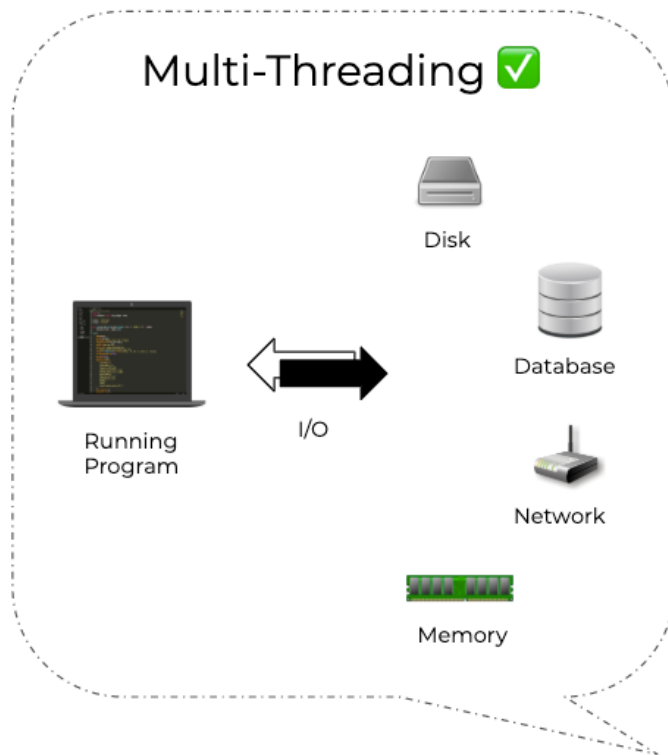 Multi-Threading ✅
Disk
Database
Running
Program
I/O
Network
Memory